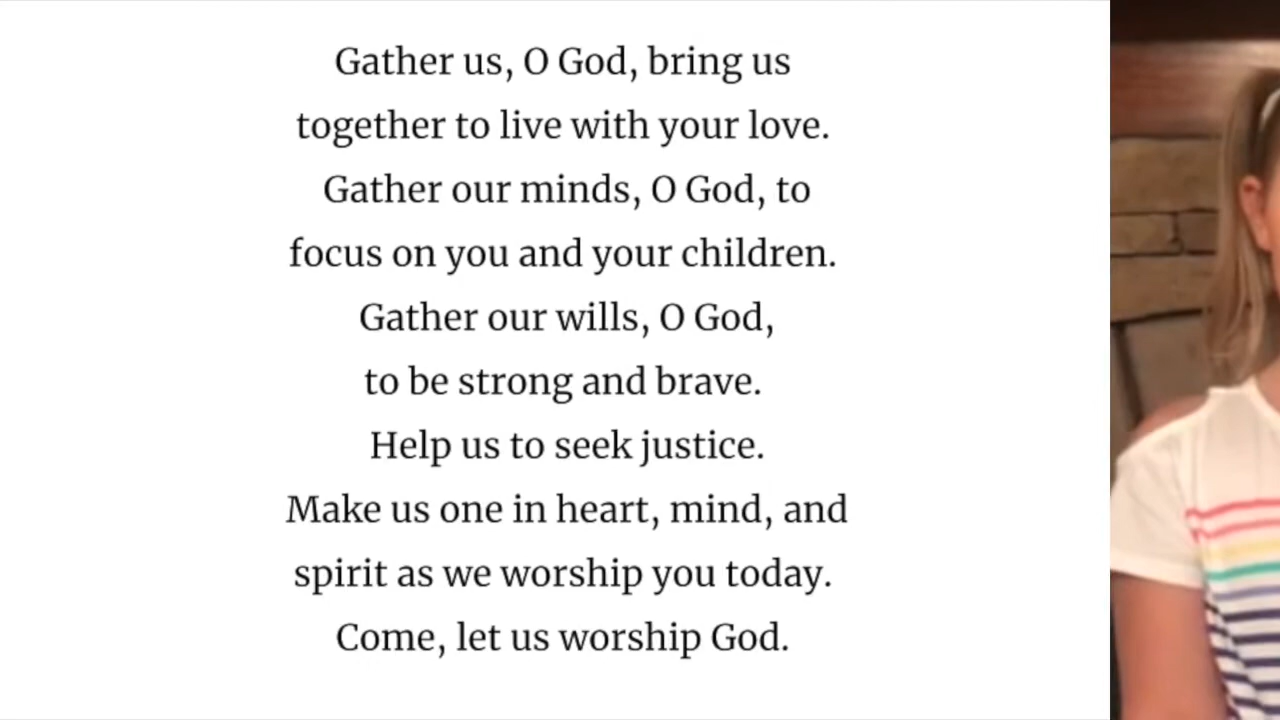 Gather us, O God, bring us
together to live with your love.
Gather our minds, O God, to
focus on you and your children.
Gather our wills, O God,
to be strong and brave.
Help us to seek justice.
Make us one in heart, mind, and
spirit as we worship you today.
Come, let us worship God.